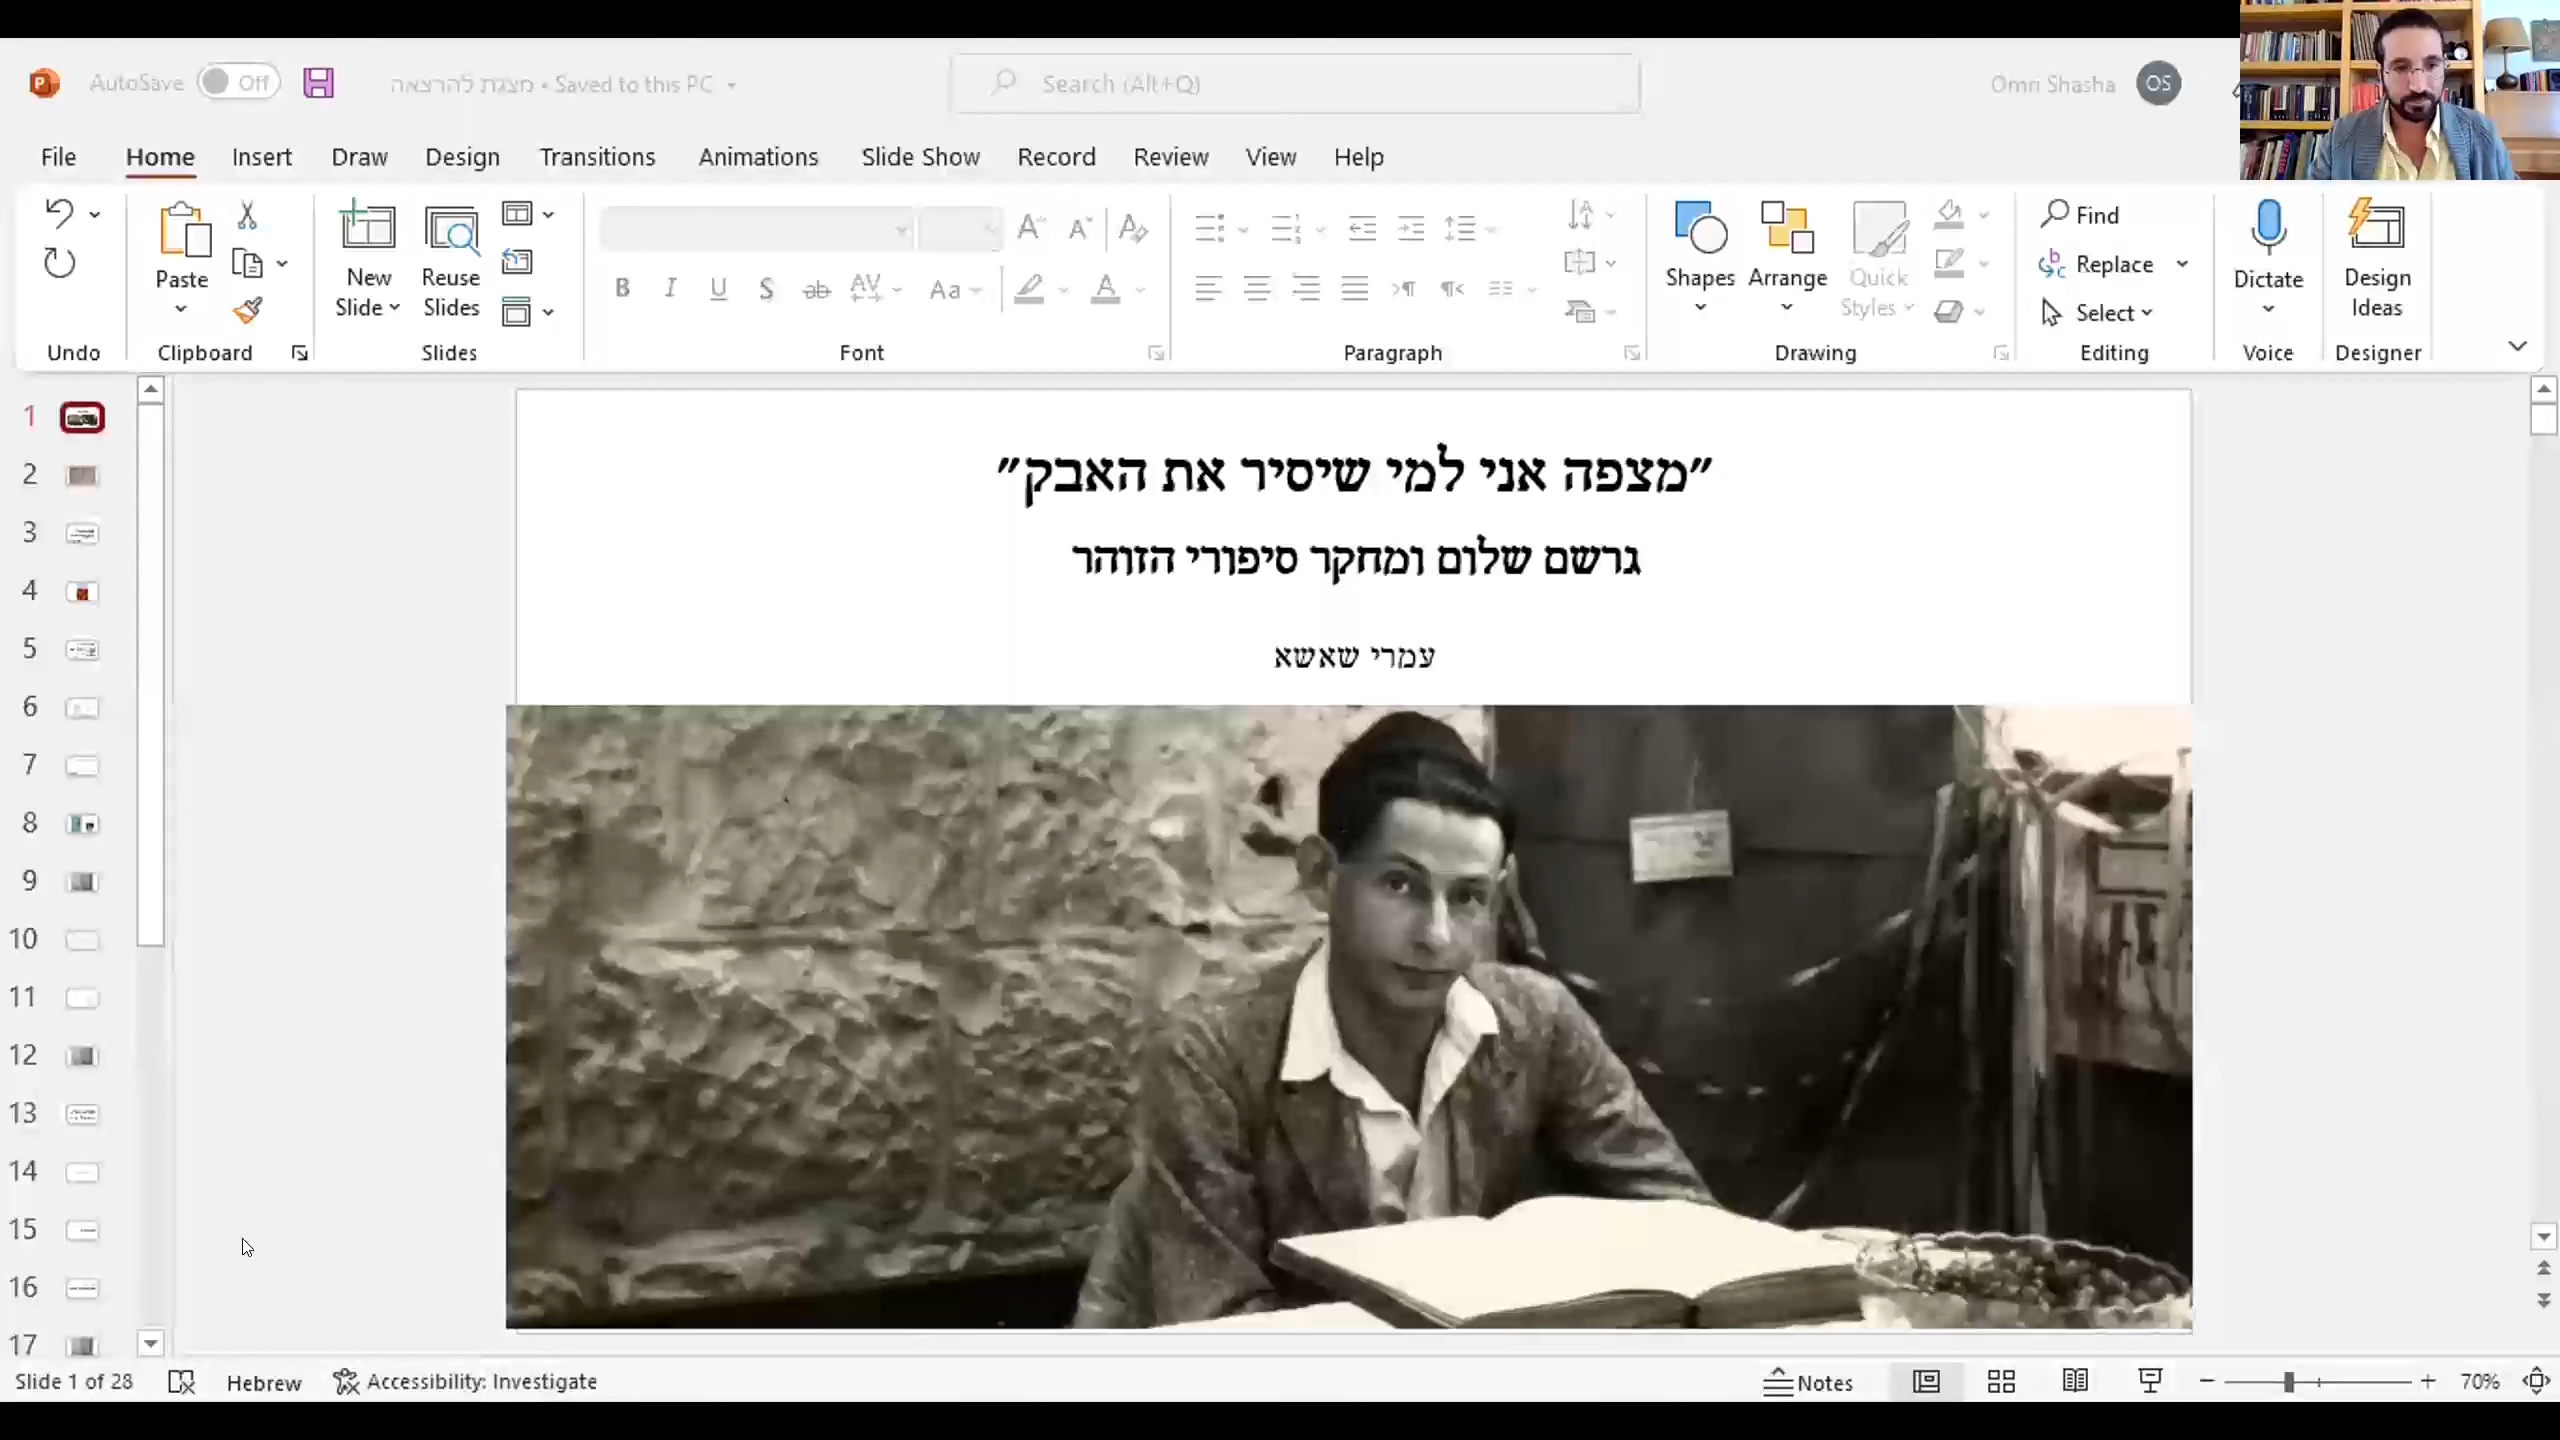 AutoSave Off מצגת להרצאה • Saved to this PC Search (Alt+Q) Omri Shasha OS
File Home Insert Draw Design Transitions Animations Slide Show Record Review View Help
Paste New Slide Reuse Slides Shapes Arrange Quick Styles Find Replace Select Dictate Design Ideas
Undo Clipboard Slides Font Paragraph Drawing Editing Voice Designer
"מצפה אני למי שיסיר את האבק"
גרשם שלום ומחקר סיפורי הזוהר
עמרי שאשא
1
2
3
4
5
6
7
8
9
10
11
12
13
14
15
16
17
Slide 1 of 28 Hebrew Accessibility: Investigate Notes 70%